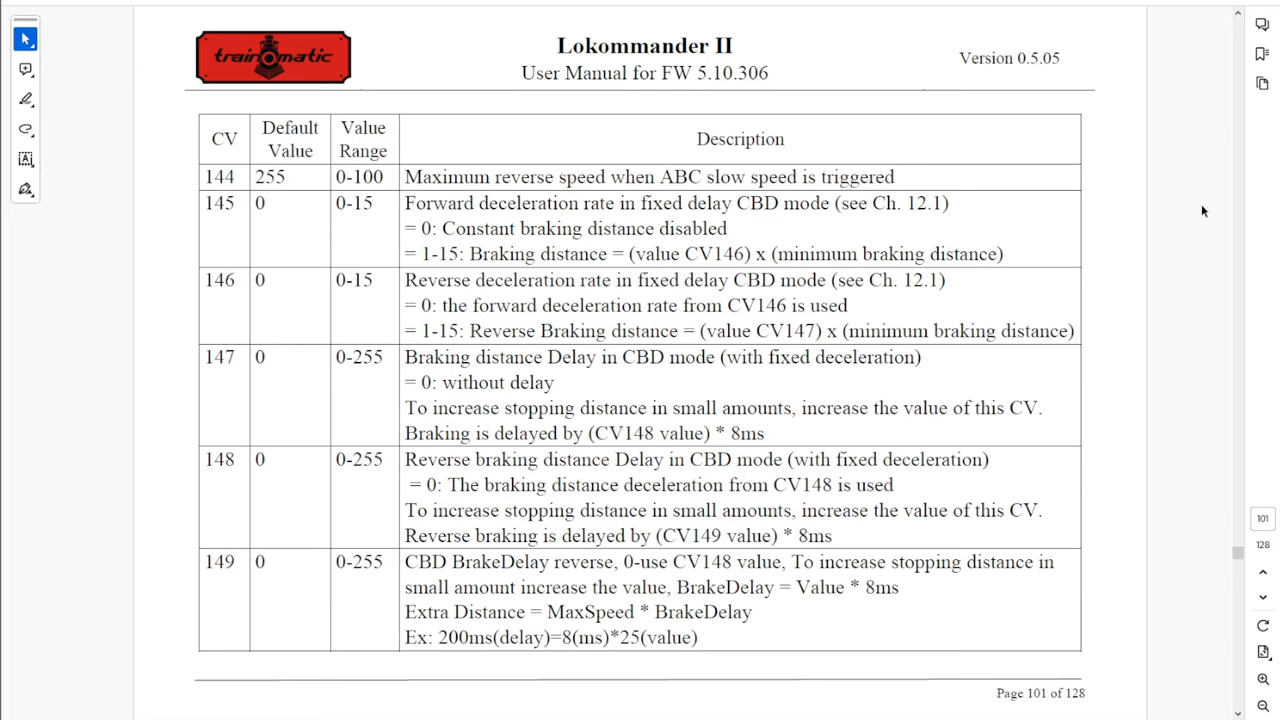 train-o-matic
Lokommander II
User Manual for FW 5.10.306
Version 0.5.05
CV Default Value Value Range Description
144 255 0-100 Maximum reverse speed when ABC slow speed is triggered
145 0 0-15 Forward deceleration rate in fixed delay CBD mode (see Ch. 12.1)
= 0: Constant braking distance disabled
= 1-15: Braking distance = (value CV146) x (minimum braking distance)
146 0 0-15 Reverse deceleration rate in fixed delay CBD mode (see Ch. 12.1)
= 0: the forward deceleration rate from CV146 is used
= 1-15: Reverse Braking distance = (value CV147) x (minimum braking distance)
147 0 0-255 Braking distance Delay in CBD mode (with fixed deceleration)
= 0: without delay
To increase stopping distance in small amounts, increase the value of this CV.
Braking is delayed by (CV148 value) * 8ms
148 0 0-255 Reverse braking distance Delay in CBD mode (with fixed deceleration)
= 0: The braking distance deceleration from CV148 is used
To increase stopping distance in small amounts, increase the value of this CV.
Reverse braking is delayed by (CV149 value) * 8ms
149 0 0-255 CBD BrakeDelay reverse, 0-use CV148 value, To increase stopping distance in
small amount increase the value, BrakeDelay = Value * 8ms
Extra Distance = MaxSpeed * BrakeDelay
Ex: 200ms(delay)=8(ms)*25(value)
Page 101 of 128
101
128